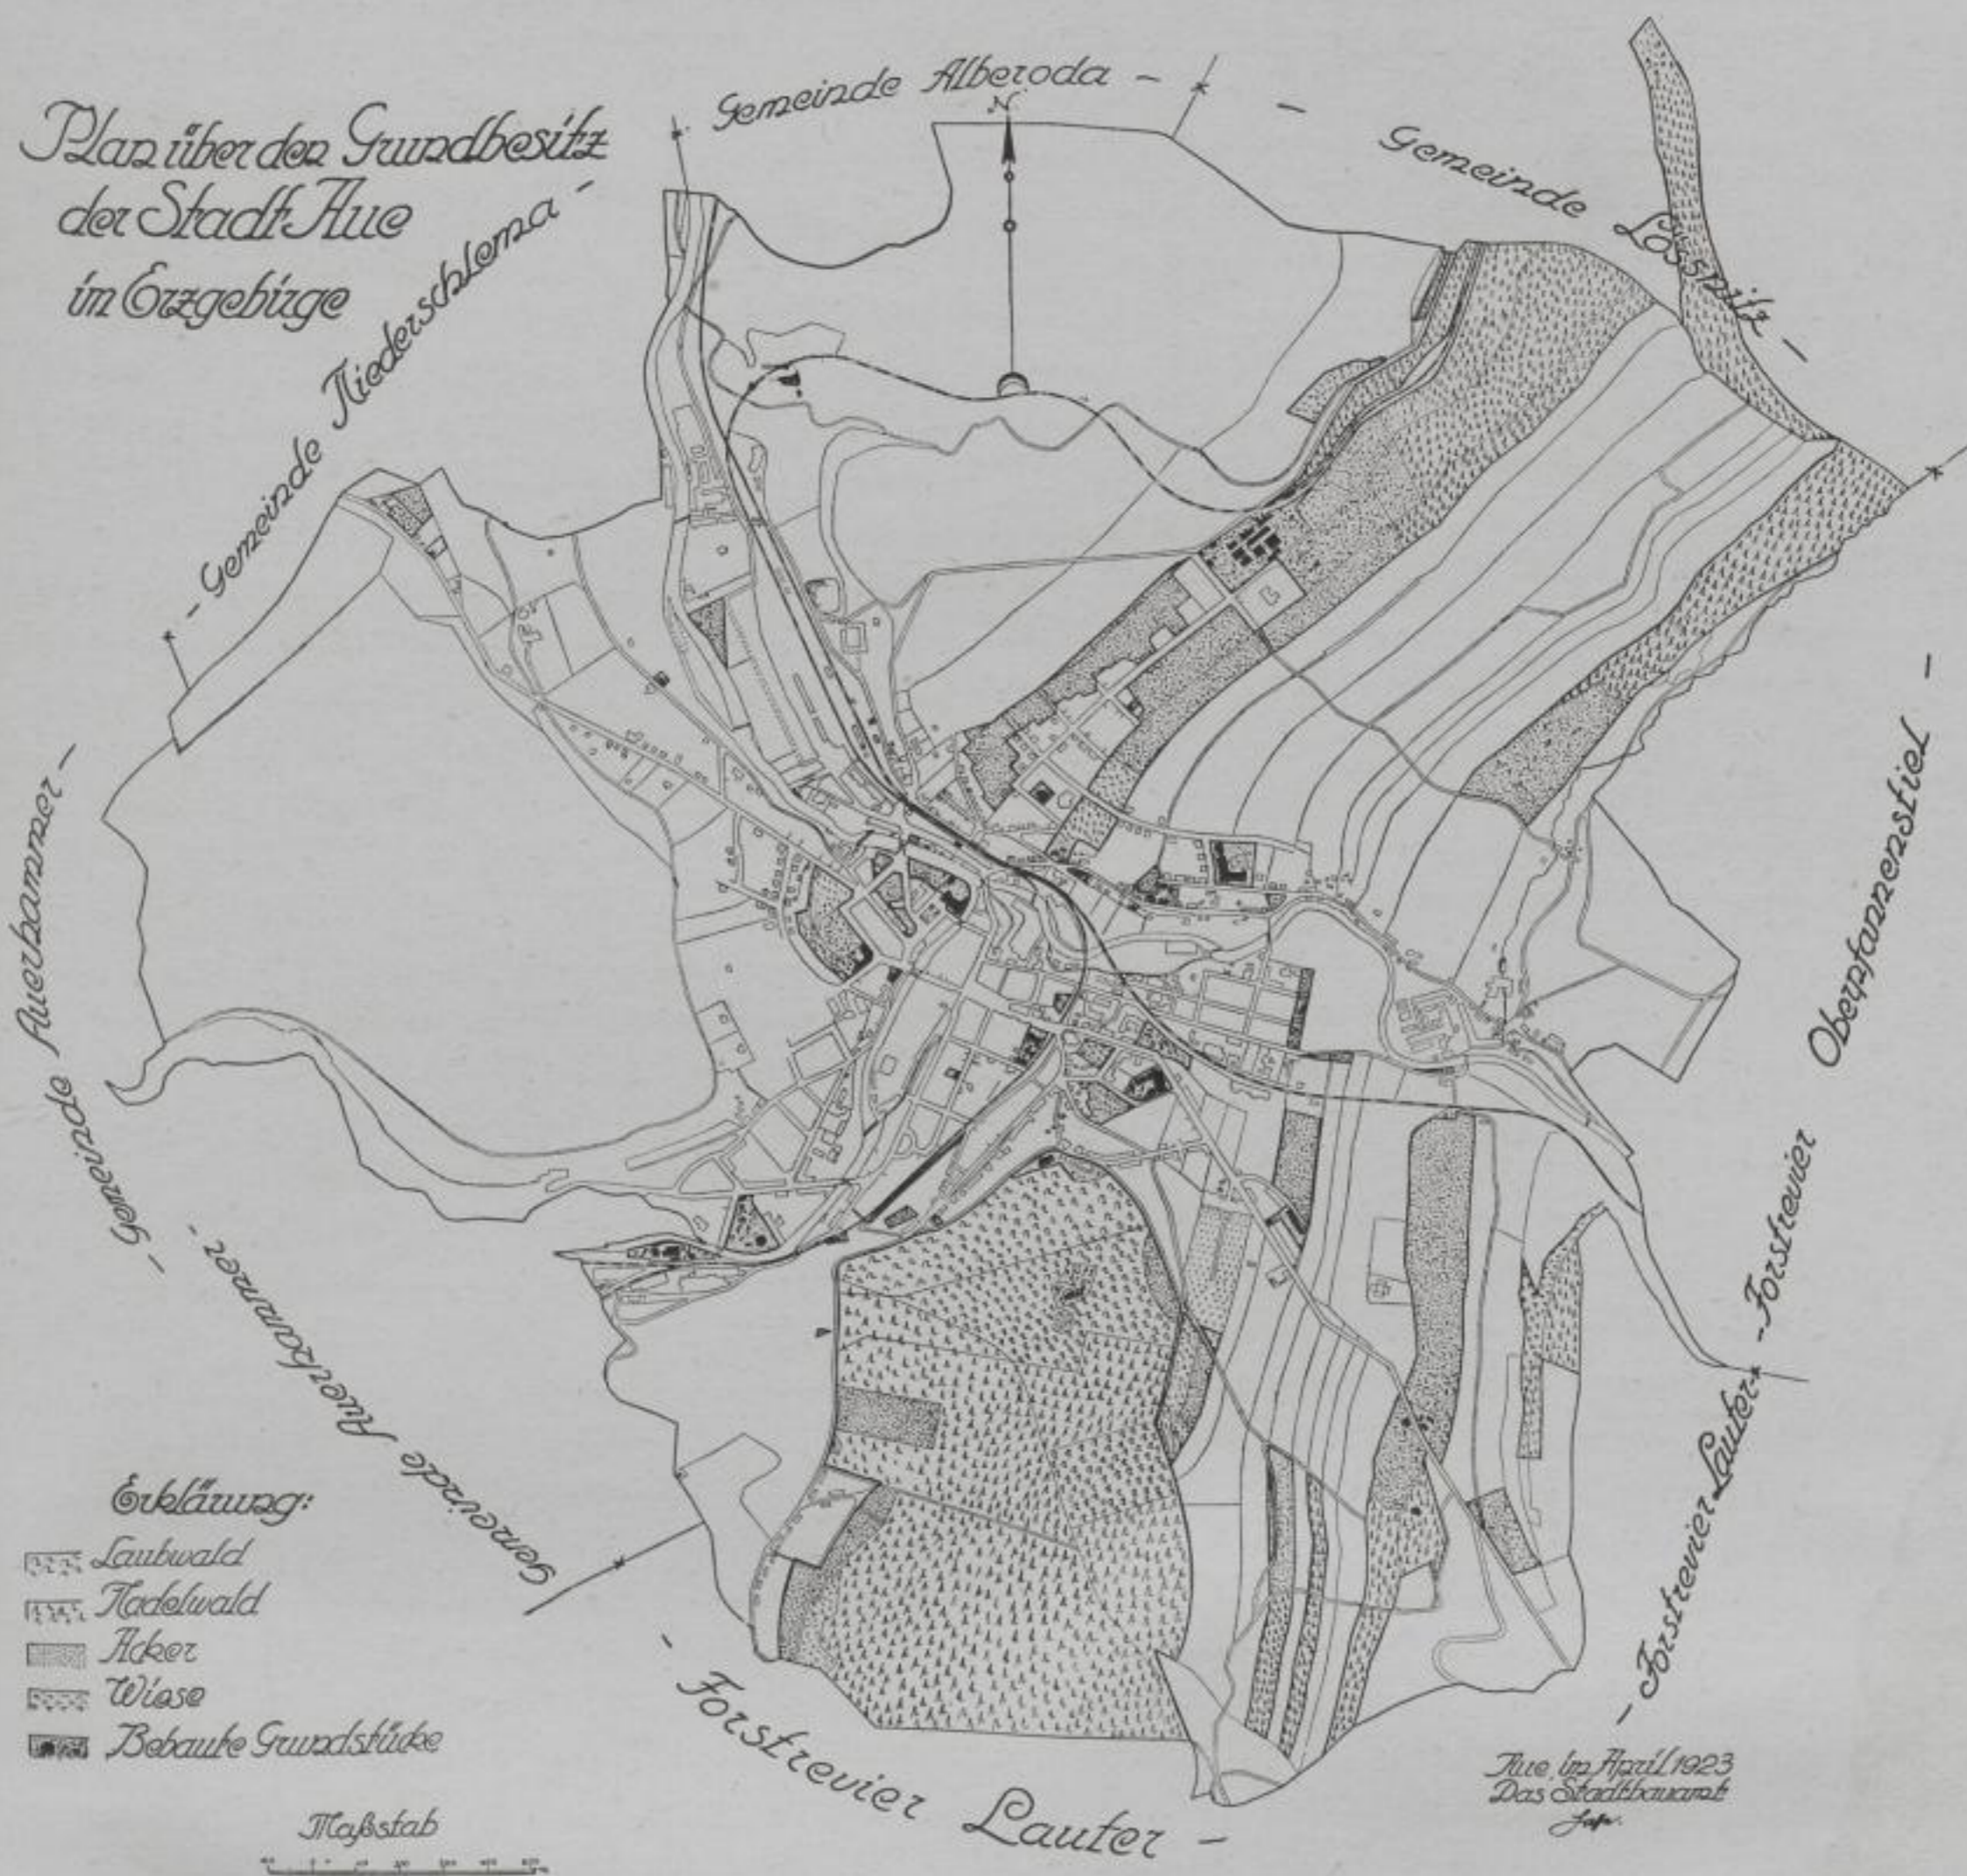 Plan über den Grundbesitz
der Stadt Aue
im Erzgebirge
- Gemeinde Niederschlema -
Gemeinde Alberoda -
N.
- Gemeinde Lössnitz -
- Gemeinde Auerhammer -
- Forstrevier Oberpfannenstiel -
Gemeinde Auerhammer -
- Forstrevier Lauter -
- Forstrevier Lauter
Erklärung:
Laubwald
Nadelwald
Acker
Wiese
Bebaute Grundstücke
Maßstab
Aue, im April 1923
Das Stadtbauamt